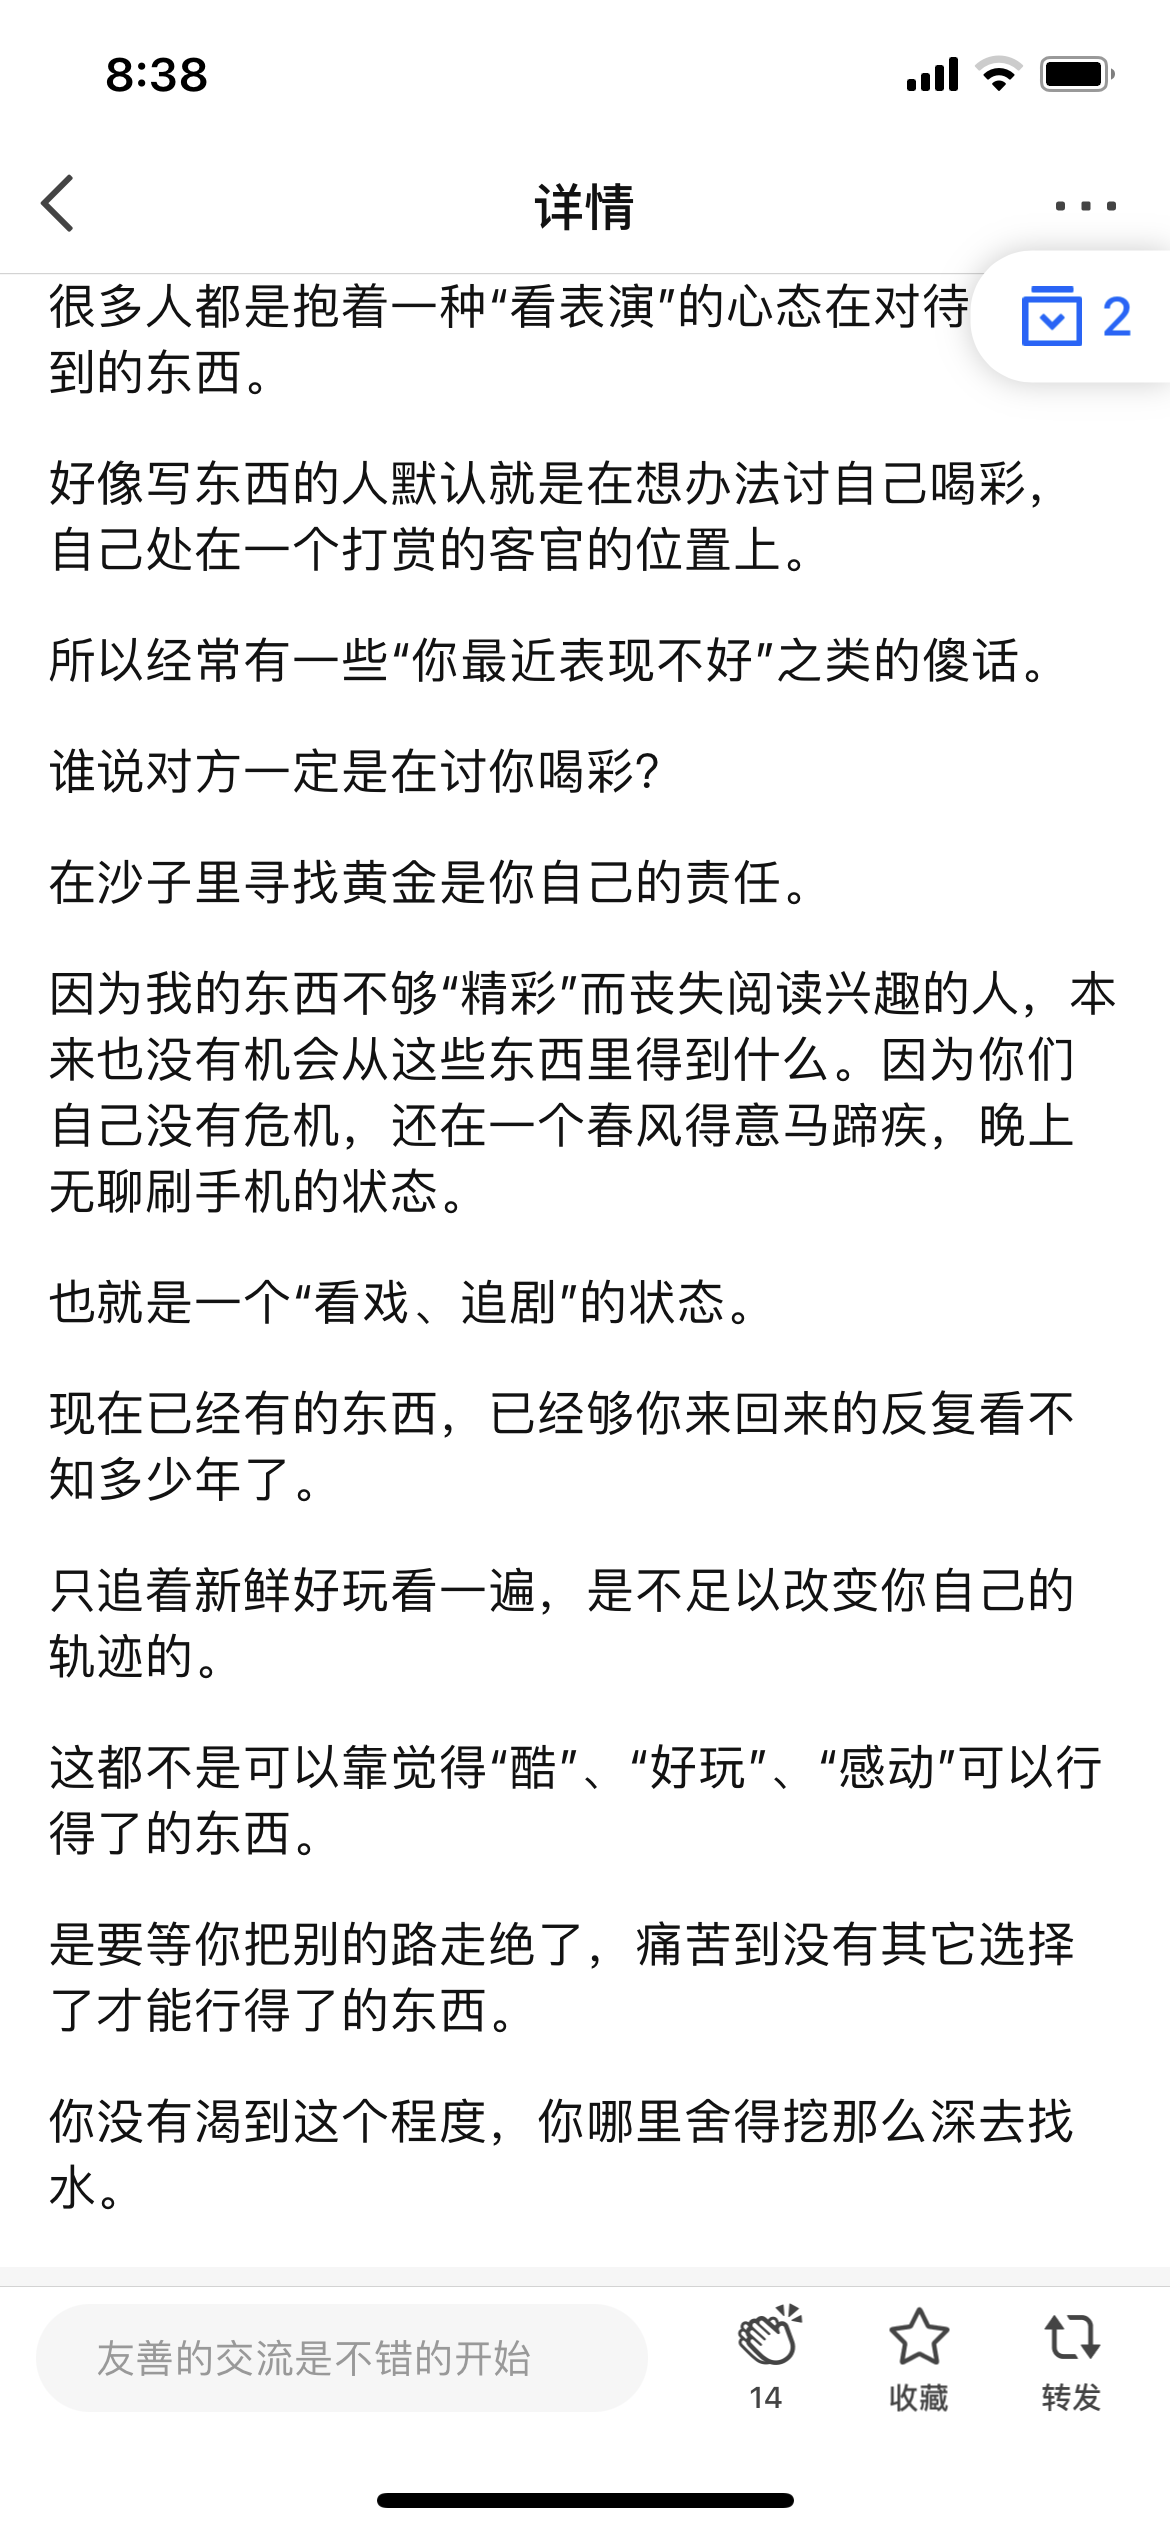 8:38
详情
2
很多人都是抱着一种“看表演”的心态在对待
到的东西。
好像写东西的人默认就是在想办法讨自己喝彩，
自己处在一个打赏的客官的位置上。
所以经常有一些“你最近表现不好”之类的傻话。
谁说对方一定是在讨你喝彩？
在沙子里寻找黄金是你自己的责任。
因为我的东西不够“精彩”而丧失阅读兴趣的人，本
来也没有机会从这些东西里得到什么。因为你们
自己没有危机，还在一个春风得意马蹄疾，晚上
无聊刷手机的状态。
也就是一个“看戏、追剧”的状态。
现在已经有的东西，已经够你来回来的反复看不
知多少年了。
只追着新鲜好玩看一遍，是不足以改变你自己的
轨迹的。
这都不是可以靠觉得“酷”、“好玩”、“感动”可以行
得了的东西。
是要等你把别的路走绝了，痛苦到没有其它选择
了才能行得了的东西。
你没有渴到这个程度，你哪里舍得挖那么深去找
水。
友善的交流是不错的开始
14
收藏
转发